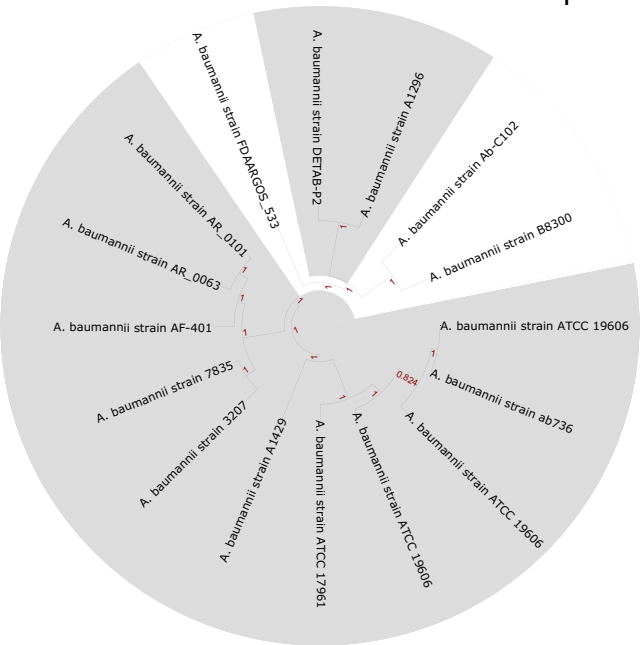 A. baumannii strain FDAARGOS_533
A. baumannii strain DETAB-P2
A. baumannii strain A1296
A. baumannii strain Ab-C102
A. baumannii strain B8300
A. baumannii strain ATCC 19606
A. baumannii strain ab736
A. baumannii strain ATCC 19606
A. baumannii strain ATCC 19606
A. baumannii strain ATCC 17961
A. baumannii strain A1429
A. baumannii strain 3207
A. baumannii strain 7835
A. baumannii strain AF-401
A. baumannii strain AR_0063
A. baumannii strain AR_0101
1
1
1
1
1
1
1
1
1
1
1
1
1
1
0.824